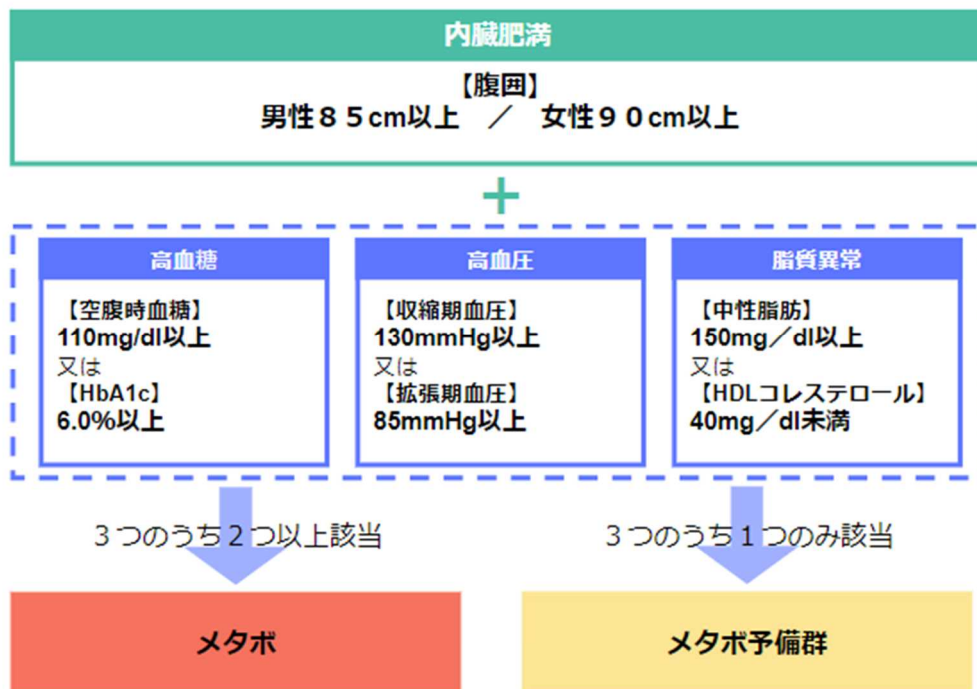 内臓肥満
【腹囲】
男性８５cm以上　／　女性９０cm以上
＋
高血糖
【空腹時血糖】
110mg/dl以上
又は
【HbA1c】
6.0%以上
高血圧
【収縮期血圧】
130mmHg以上
又は
【拡張期血圧】
85mmHg以上
脂質異常
【中性脂肪】
150mg／dl以上
又は
【HDLコレステロール】
40mg／dl未満
３つのうち２つ以上該当
３つのうち１つのみ該当
メタボ
メタボ予備群